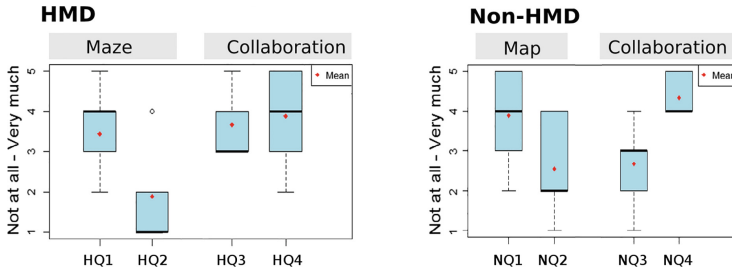 HMD
Maze
Collaboration
Not at all – Very much
5
4
3
2
1
Mean
HQ1
HQ2
HQ3
HQ4
Non-HMD
Map
Collaboration
Not at all – Very much
5
4
3
2
1
Mean
NQ1
NQ2
NQ3
NQ4